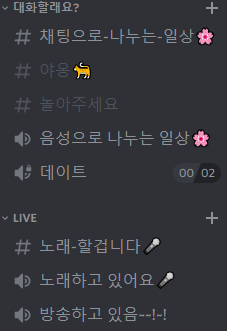 대화할래요?
채팅으로-나누는-일상🌸
야옹🐈
놀아주세요
음성으로 나누는 일상🌸
데이트 00 02
LIVE
노래-할겁니다🎤
노래하고 있어요🎤
방송하고 있음~~!~!